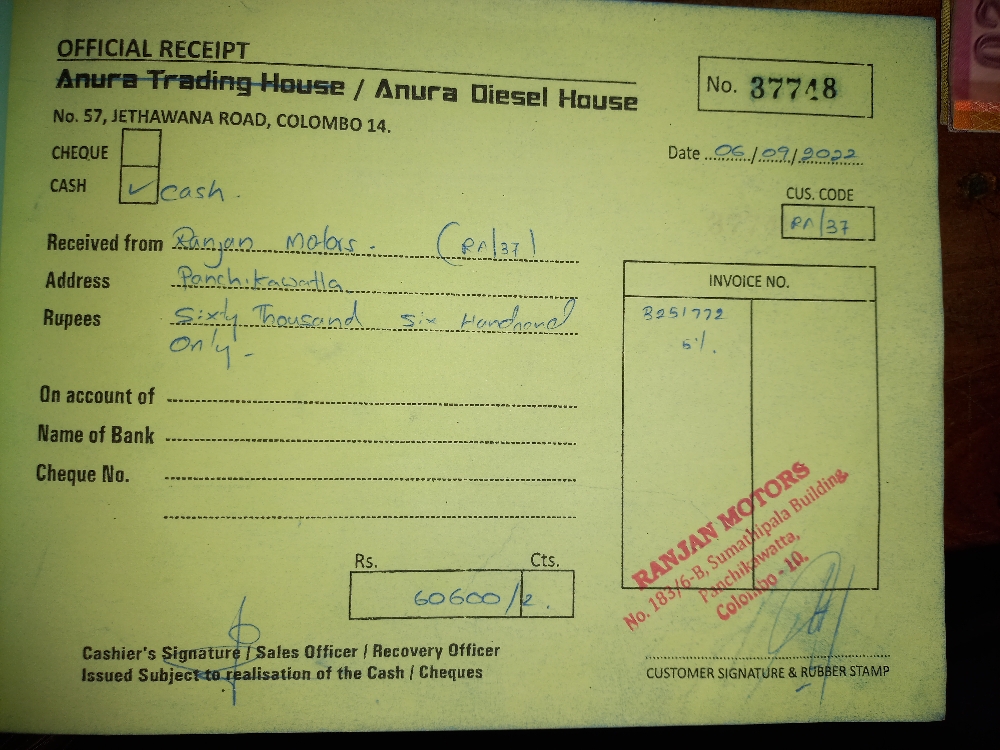 OFFICIAL RECEIPT
Anura Trading House / Anura Diesel House
No. 37748
No. 57, JETHAWANA ROAD, COLOMBO 14.
CHEQUE
Date 06/09/2022
CASH ✓ cash.
CUS. CODE
RA/37
Received from Ranjan Motors. (RA/37)
Address Panchikawatta
INVOICE NO.
Rupees Sixty Thousand six Handrand
3251772
Only -
5%.
On account of
Name of Bank
Cheque No.
RANJAN MOTORS
No. 183/6-B, Sumathipala Building,
Panchikawatta,
Colombo - 10.
Rs. Cts.
60600/2.
Cashier's Signature / Sales Officer / Recovery Officer
Issued Subject to realisation of the Cash / Cheques
CUSTOMER SIGNATURE & RUBBER STAMP